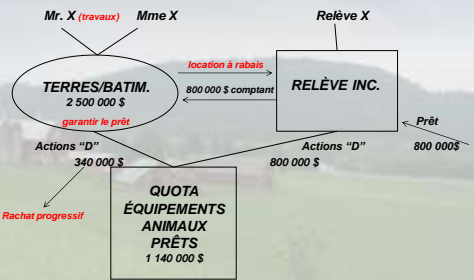 Mr. X (travaux) Mme X Relève X
location à rabais
TERRES/BATIM.
2 500 000 $
800 000 $ comptant
RELÈVE INC.
garantir le prêt
Prêt
800 000$
Actions “D”
340 000 $
Actions “D”
800 000 $
Rachat progressif
QUOTA
ÉQUIPEMENTS
ANIMAUX
PRÊTS
1 140 000 $